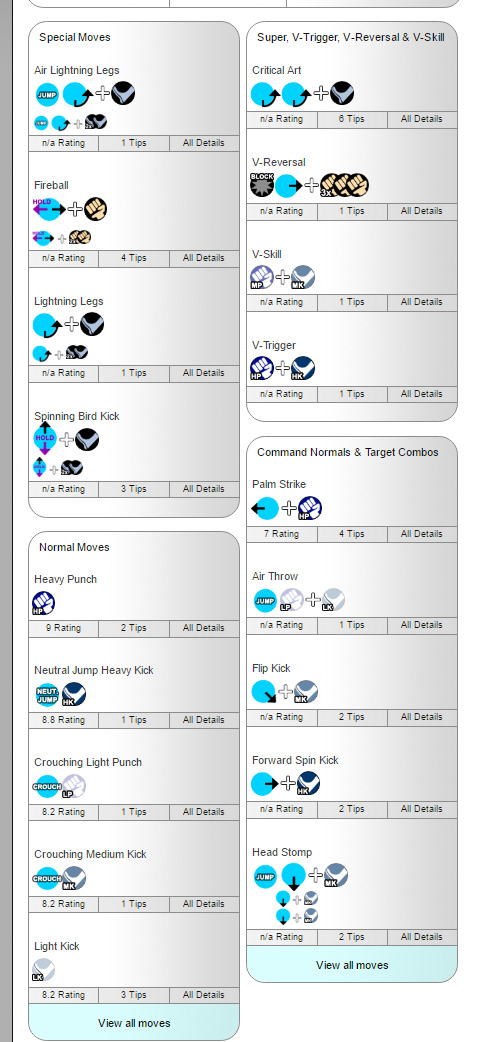 Special Moves
Air Lightning Legs
JUMP
JUMP
n/a Rating 1 Tips All Details
Fireball
HOLD
n/a Rating 4 Tips All Details
Lightning Legs
n/a Rating 1 Tips All Details
Spinning Bird Kick
HOLD
n/a Rating 3 Tips All Details
Normal Moves
Heavy Punch
HP
9 Rating 2 Tips All Details
Neutral Jump Heavy Kick
NEUT. JUMP HK
8.8 Rating 1 Tips All Details
Crouching Light Punch
CROUCH LP
8.2 Rating 1 Tips All Details
Crouching Medium Kick
CROUCH MK
8.2 Rating 1 Tips All Details
Light Kick
LK
8.2 Rating 3 Tips All Details
View all moves
Super, V-Trigger, V-Reversal & V-Skill
Critical Art
n/a Rating 6 Tips All Details
V-Reversal
BLOCK 3x
n/a Rating 1 Tips All Details
V-Skill
MP MK
n/a Rating 1 Tips All Details
V-Trigger
HP HK
n/a Rating 1 Tips All Details
Command Normals & Target Combos
Palm Strike
HP
7 Rating 4 Tips All Details
Air Throw
JUMP LP LK
n/a Rating 1 Tips All Details
Flip Kick
MK
n/a Rating 2 Tips All Details
Forward Spin Kick
HK
n/a Rating 2 Tips All Details
Head Stomp
JUMP MK
n/a Rating 2 Tips All Details
View all moves